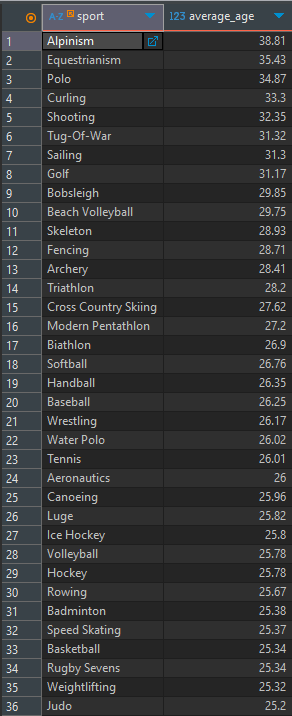 A-Z sport 123 average_age
1 Alpinism 38.81
2 Equestrianism 35.43
3 Polo 34.87
4 Curling 33.3
5 Shooting 32.35
6 Tug-Of-War 31.32
7 Sailing 31.3
8 Golf 31.17
9 Bobsleigh 29.85
10 Beach Volleyball 29.75
11 Skeleton 28.93
12 Fencing 28.71
13 Archery 28.41
14 Triathlon 28.2
15 Cross Country Skiing 27.62
16 Modern Pentathlon 27.2
17 Biathlon 26.9
18 Softball 26.76
19 Handball 26.35
20 Baseball 26.25
21 Wrestling 26.17
22 Water Polo 26.02
23 Tennis 26.01
24 Aeronautics 26
25 Canoeing 25.96
26 Luge 25.82
27 Ice Hockey 25.8
28 Volleyball 25.78
29 Hockey 25.78
30 Rowing 25.67
31 Badminton 25.38
32 Speed Skating 25.37
33 Basketball 25.34
34 Rugby Sevens 25.34
35 Weightlifting 25.32
36 Judo 25.2